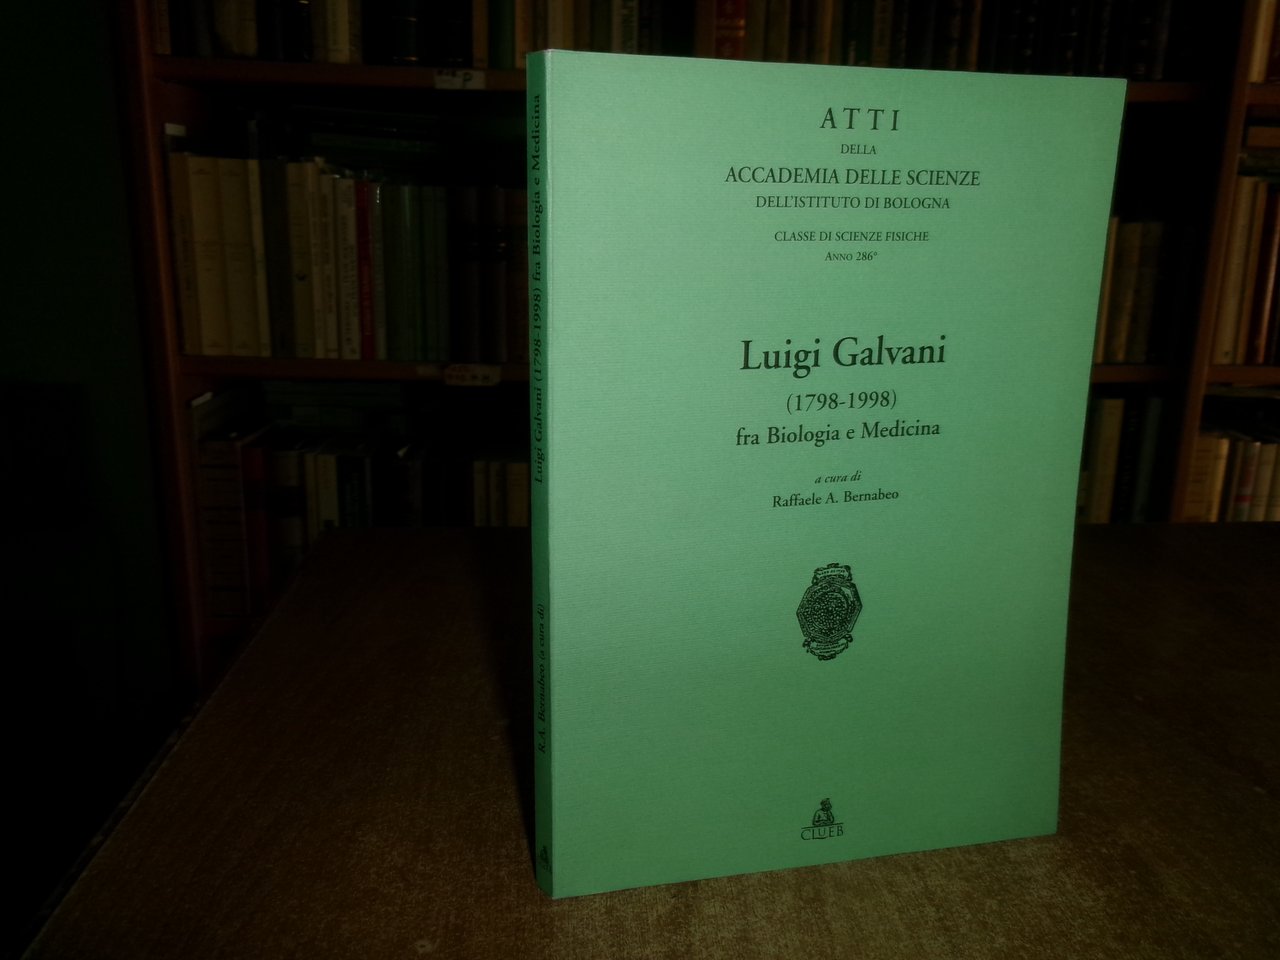 ATTI
DELLA
ACCADEMIA DELLE SCIENZE
DELL'ISTITUTO DI BOLOGNA
CLASSE DI SCIENZE FISICHE
ANNO 286°
Luigi Galvani
(1798-1998)
fra Biologia e Medicina
a cura di
Raffaele A. Bernabeo
CLUEB
Luigi Galvani (1798-1998) fra Biologia e Medicina
R.A. Bernabeo (a cura di)
P